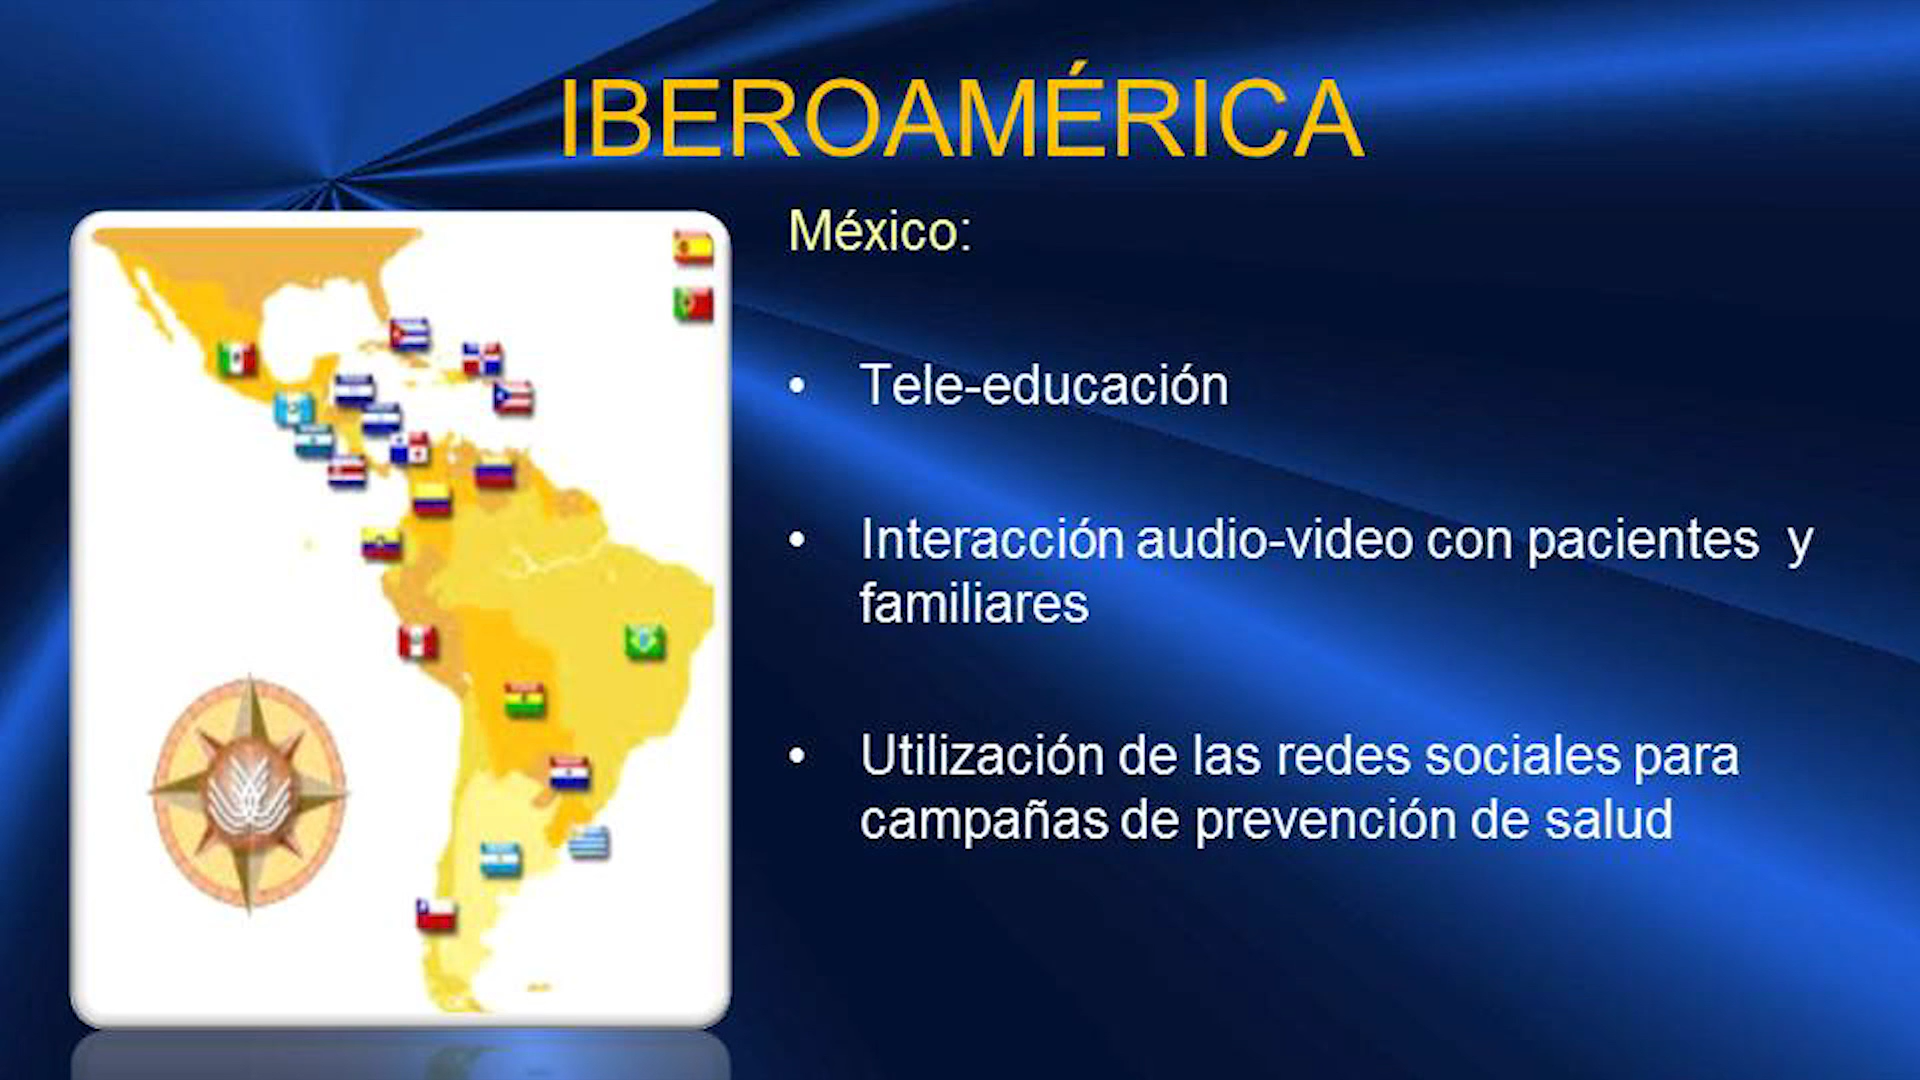 IBEROAMÉRICA
México:
• Tele-educación
• Interacción audio-video con pacientes y
familiares
• Utilización de las redes sociales para
campañas de prevención de salud